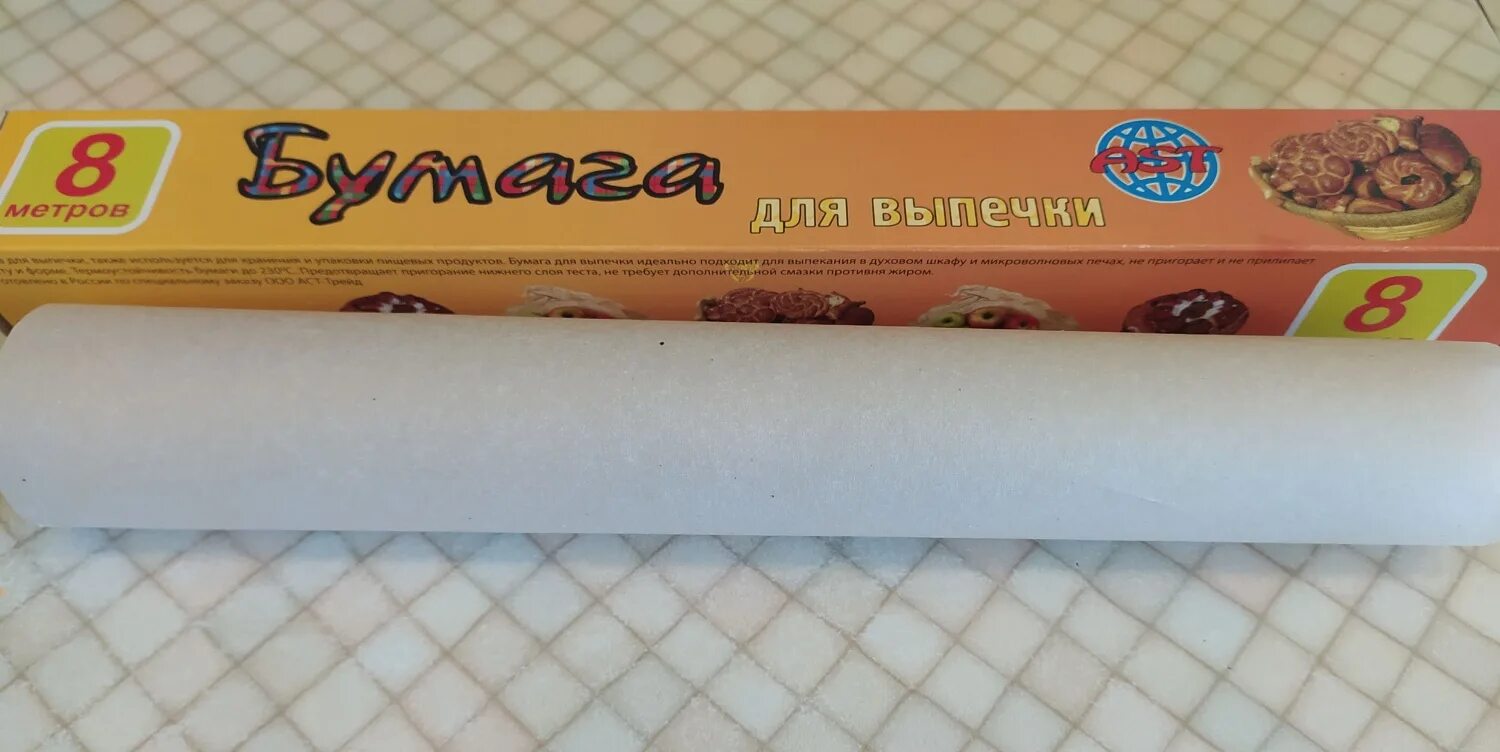 8
метров
Бумага
для выпечки
AST
для выпечки, также используется для хранения и упаковки пищевых продуктов. Бумага для выпечки идеально подходит для выпекания в духовом шкафу и микроволновых печах, не пригорает и не прилипает
и форме. Термоустойчивость бумаги до 230°С. Предотвращает пригорание нижнего слоя теста, не требует дополнительной смазки противня жиром.
в России по специальному заказу ООО АСТ-Трейд
8